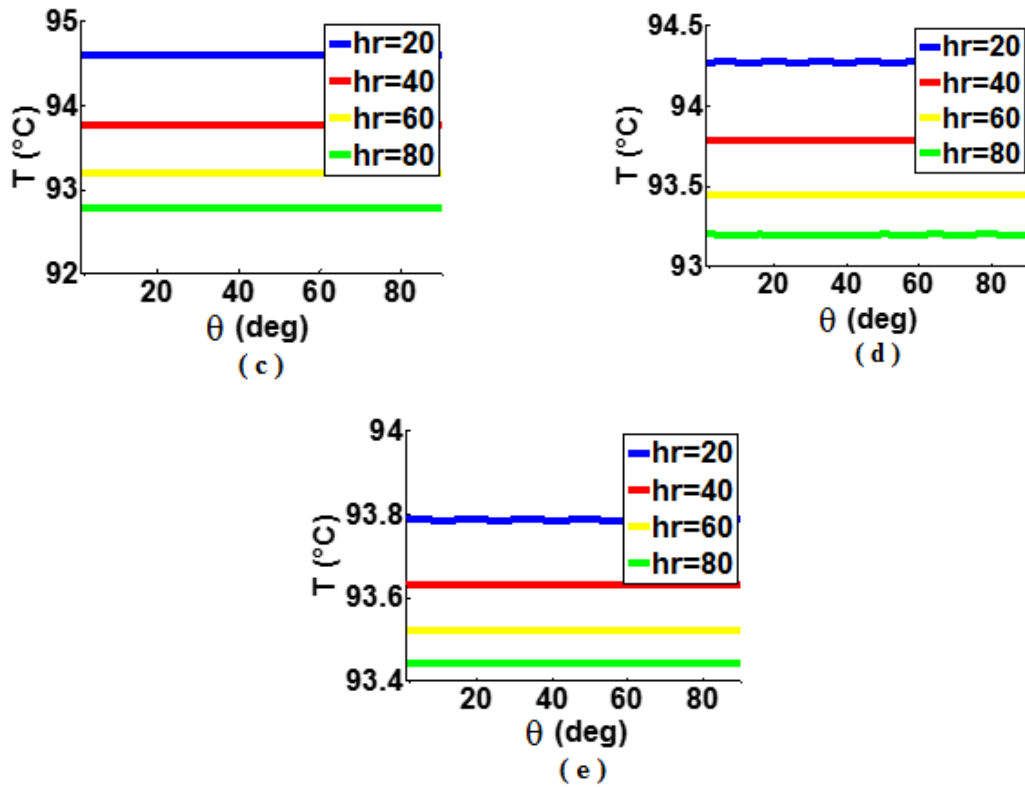 95
94
93
92
T (°C)
hr=20
hr=40
hr=60
hr=80
20 40 60 80
θ (deg)
( c )
94.5
94
93.5
93
T (°C)
hr=20
hr=40
hr=60
hr=80
20 40 60 80
θ (deg)
( d )
94
93.8
93.6
93.4
T (°C)
hr=20
hr=40
hr=60
hr=80
20 40 60 80
θ (deg)
( e )